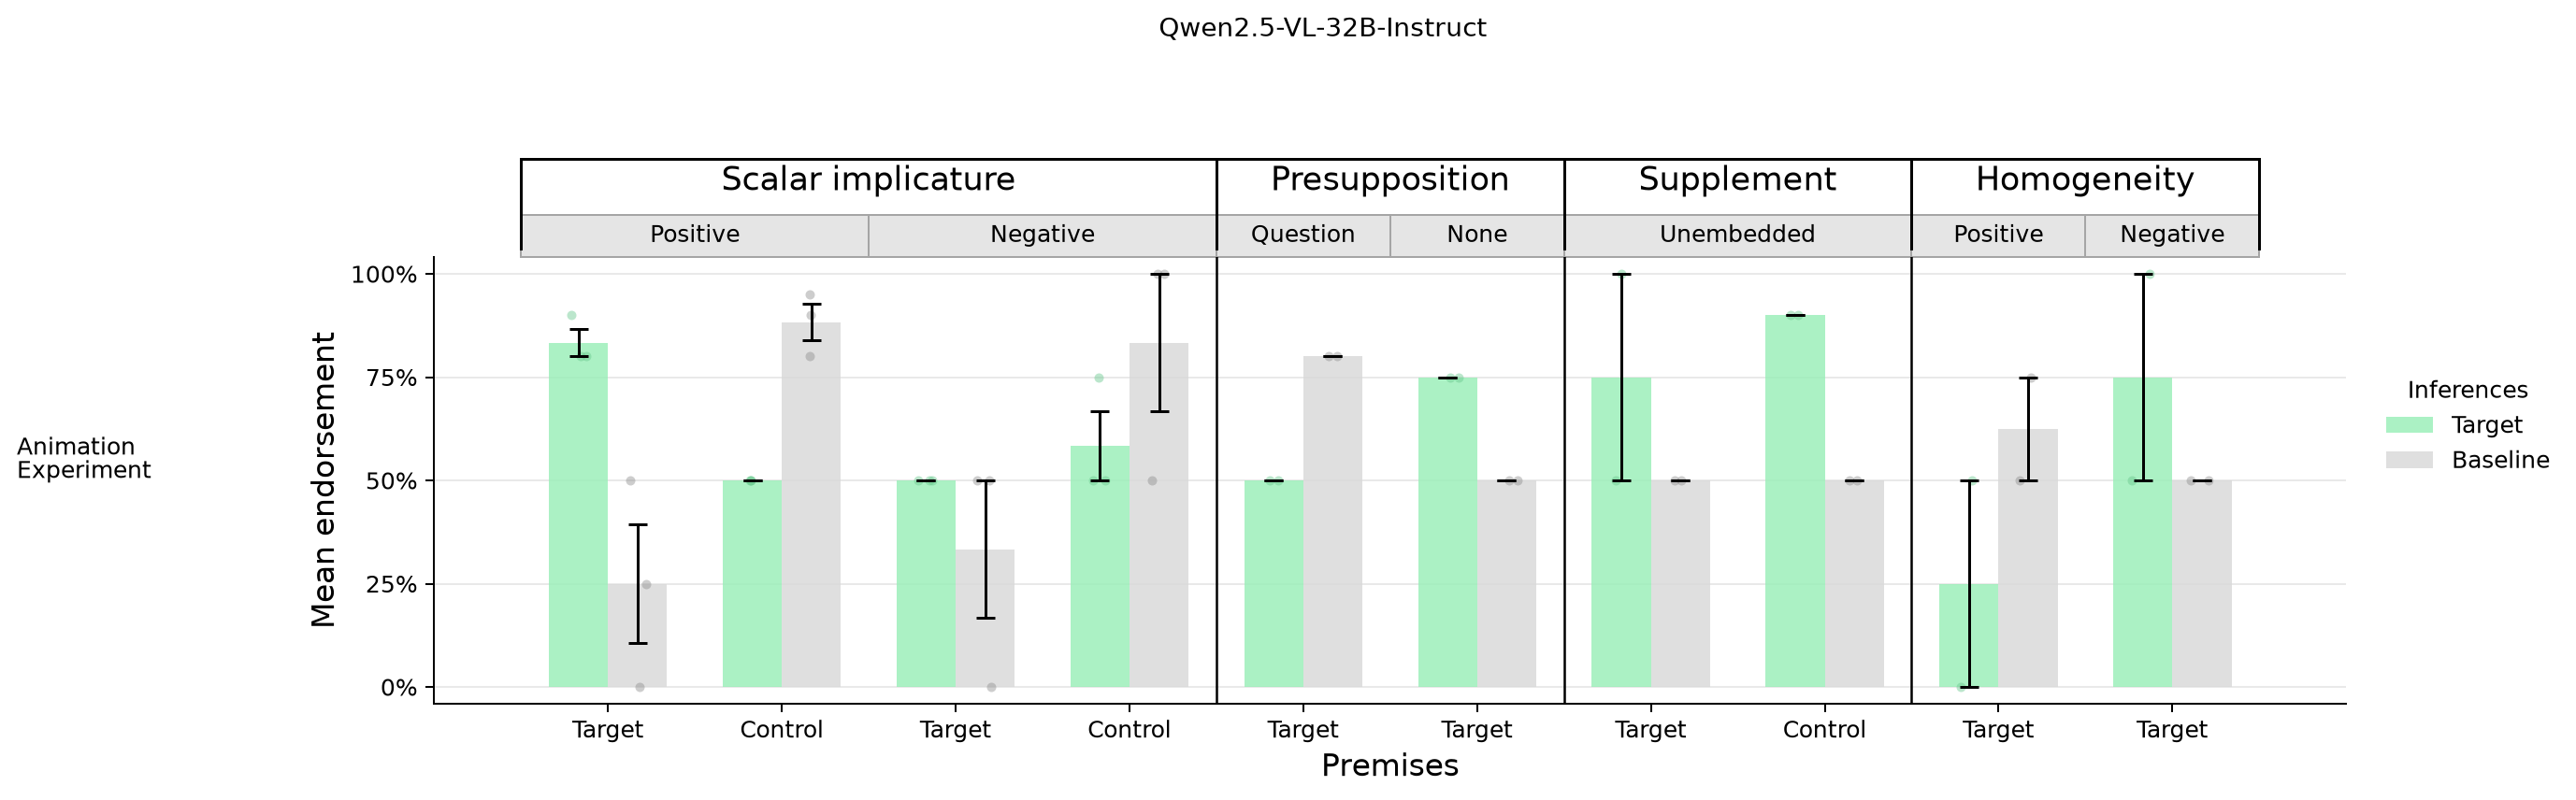 Qwen2.5-VL-32B-Instruct
Scalar implicature Presupposition Supplement Homogeneity
Positive Negative Question None Unembedded Positive Negative
100%
75%
50%
25%
0%
Mean endorsement
Animation
Experiment
Inferences
Target
Baseline
Target Control Target Control Target Target Target Control Target Target
Premises